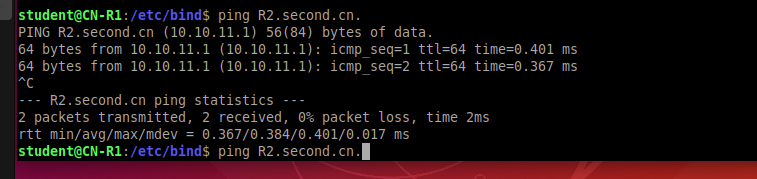 student@CN-R1:/etc/bind$ ping R2.second.cn.
PING R2.second.cn (10.10.11.1) 56(84) bytes of data.
64 bytes from 10.10.11.1 (10.10.11.1): icmp_seq=1 ttl=64 time=0.401 ms
64 bytes from 10.10.11.1 (10.10.11.1): icmp_seq=2 ttl=64 time=0.367 ms
^C
--- R2.second.cn ping statistics ---
2 packets transmitted, 2 received, 0% packet loss, time 2ms
rtt min/avg/max/mdev = 0.367/0.384/0.401/0.017 ms
student@CN-R1:/etc/bind$ ping R2.second.cn.